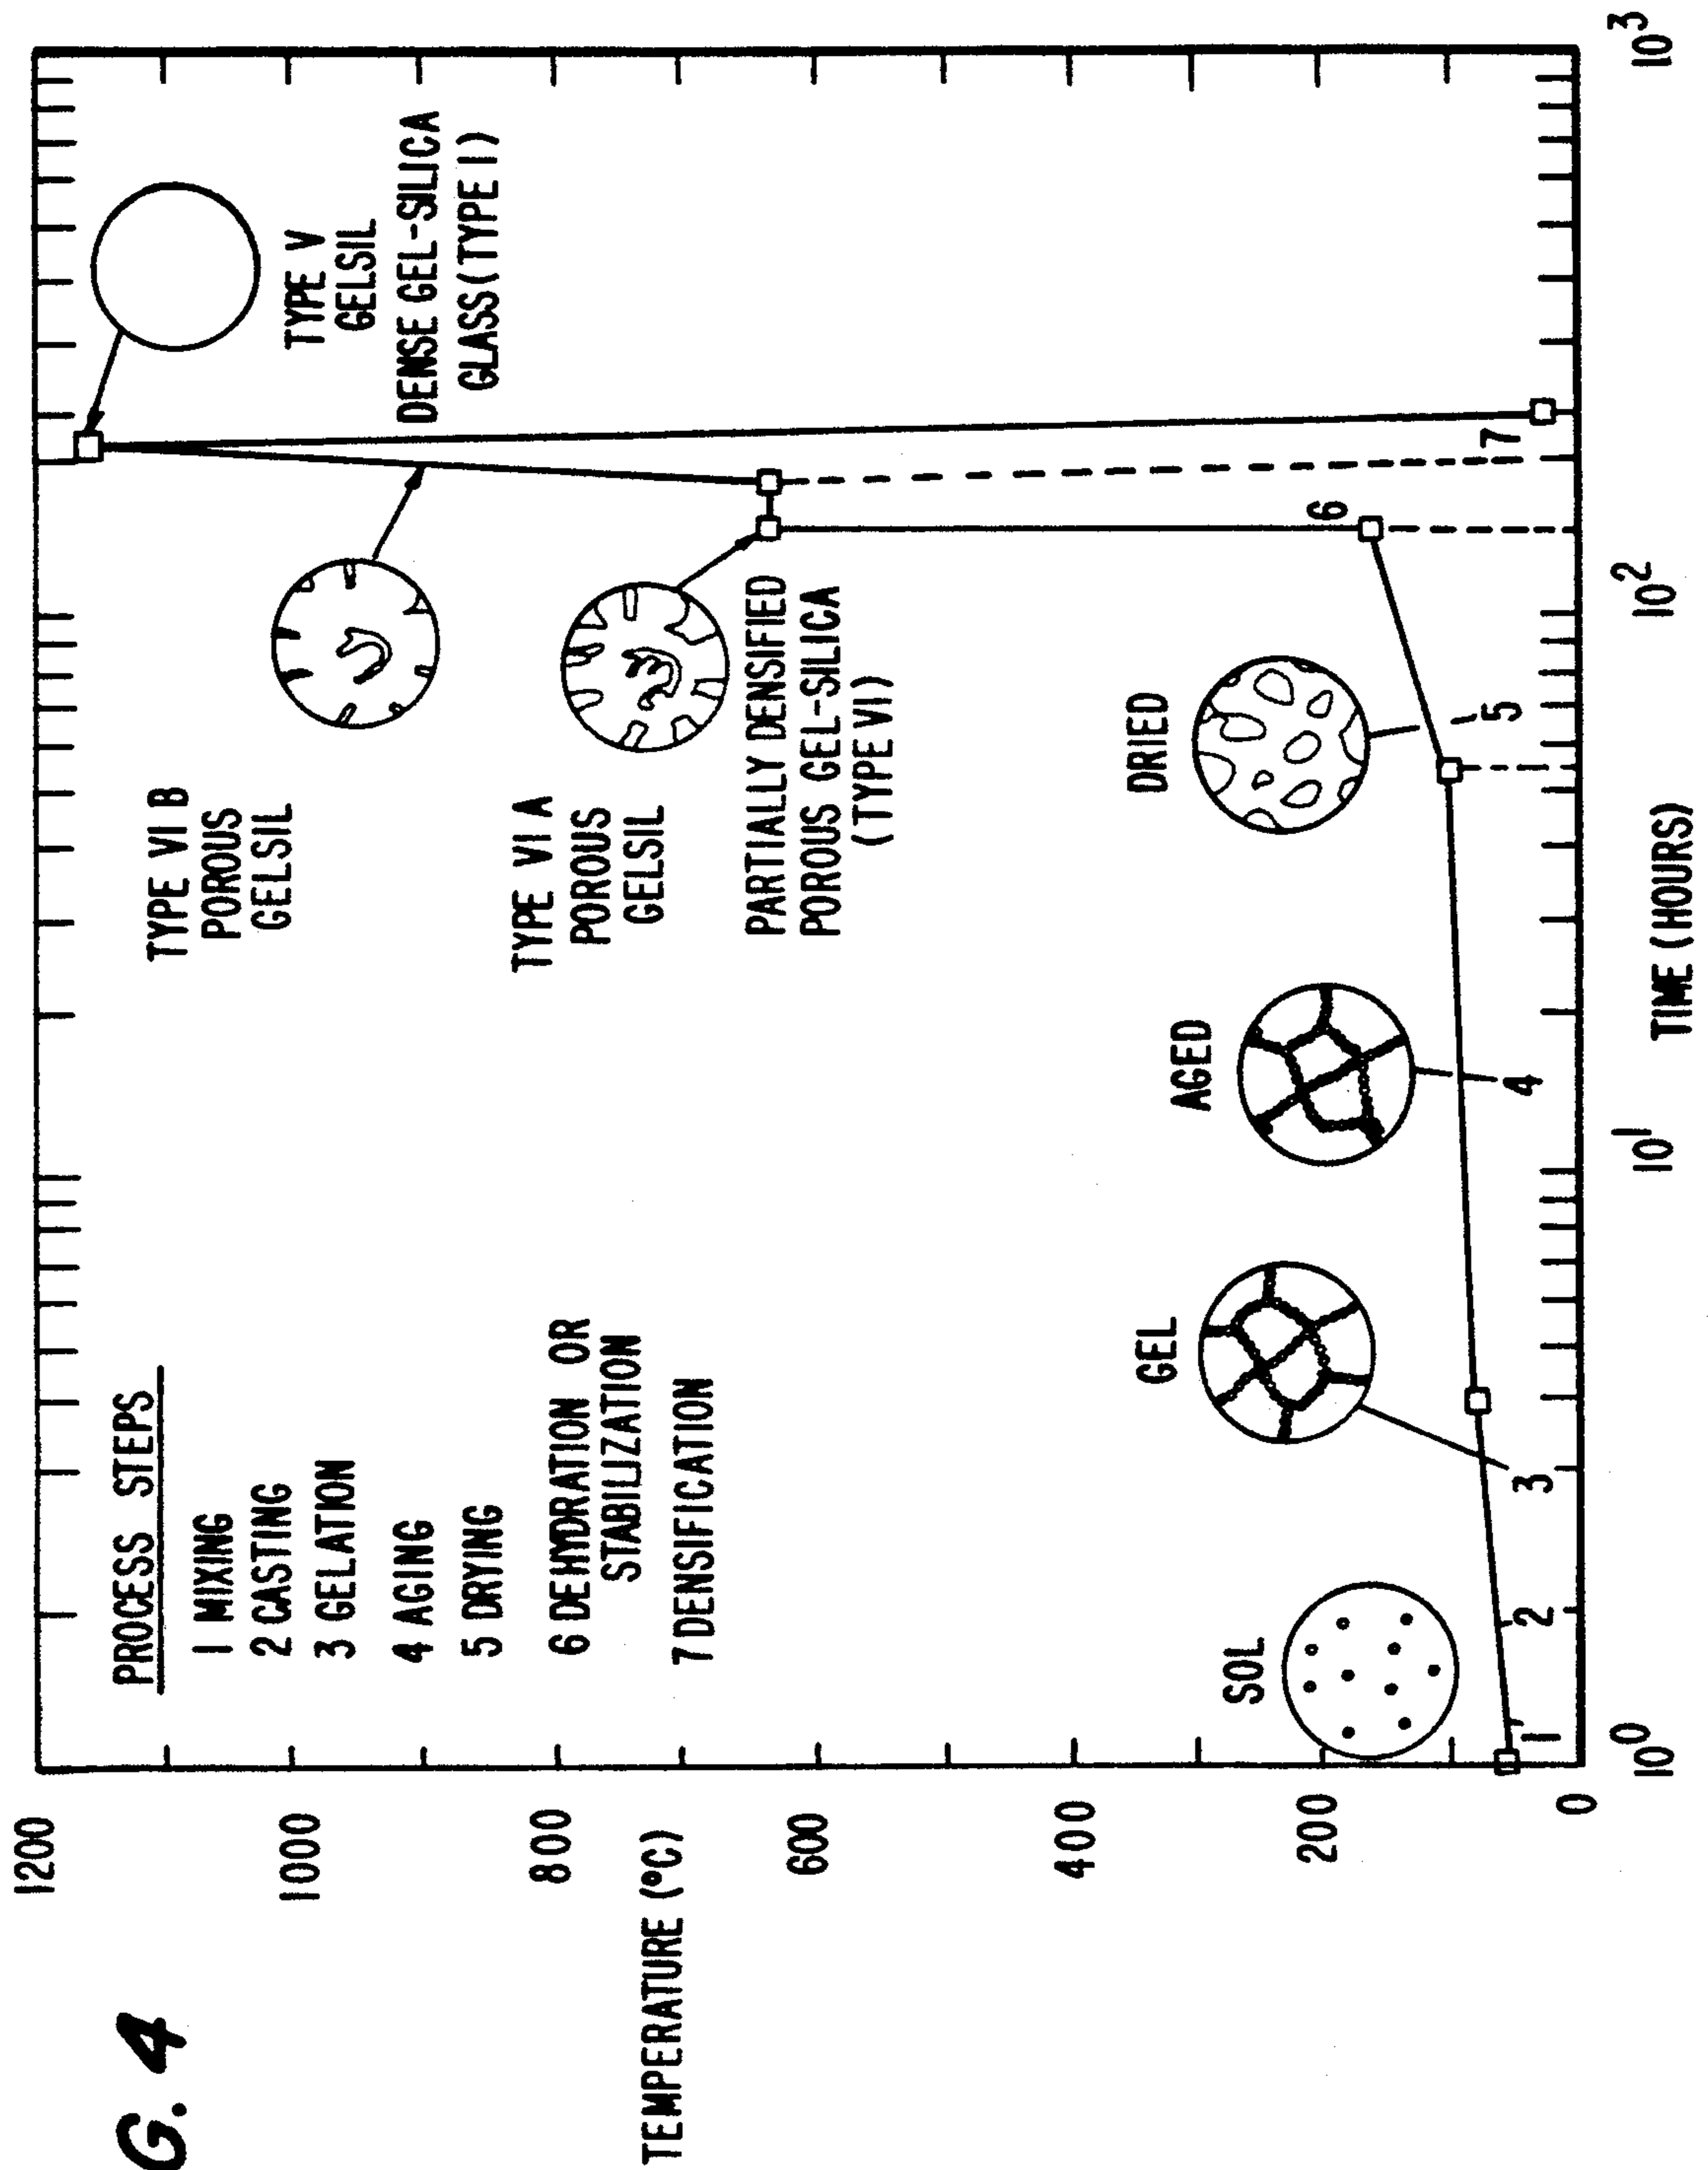 G. 4
PROCESS STEPS
1 MIXING
2 CASTING
3 GELATION
4 AGING
5 DRYING
6 DEHYDRATION OR
STABILIZATION
7 DENSIFICATION
TYPE VI B
POROUS
GELSIL
TYPE VI A
POROUS
GELSIL
PARTIALLY DENSIFIED
POROUS GEL-SILICA
(TYPE VI)
TYPE V
GELSIL
DENSE GEL-SILICA
GLASS (TYPE I)
SOL
GEL
AGED
DRIED
1
2
3
4
5
6
7
TEMPERATURE (°C)
1200
1000
800
600
400
200
0
10⁰
10¹
10²
10³
TIME (HOURS)